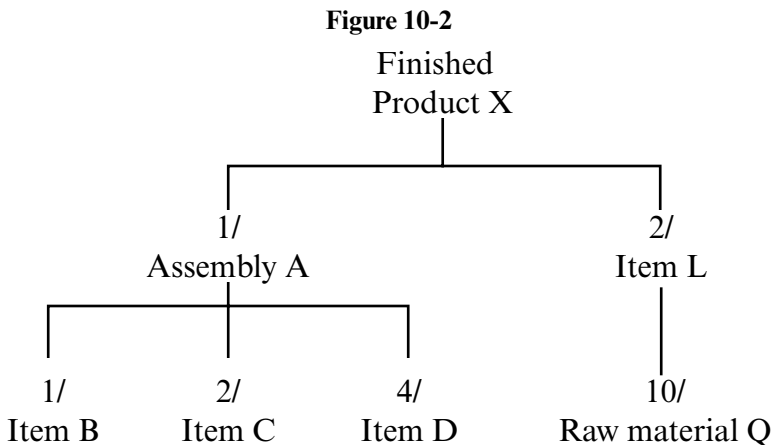 Figure 10-2
Finished
Product X
1/
Assembly A
2/
Item L
1/
Item B
2/
Item C
4/
Item D
10/
Raw material Q